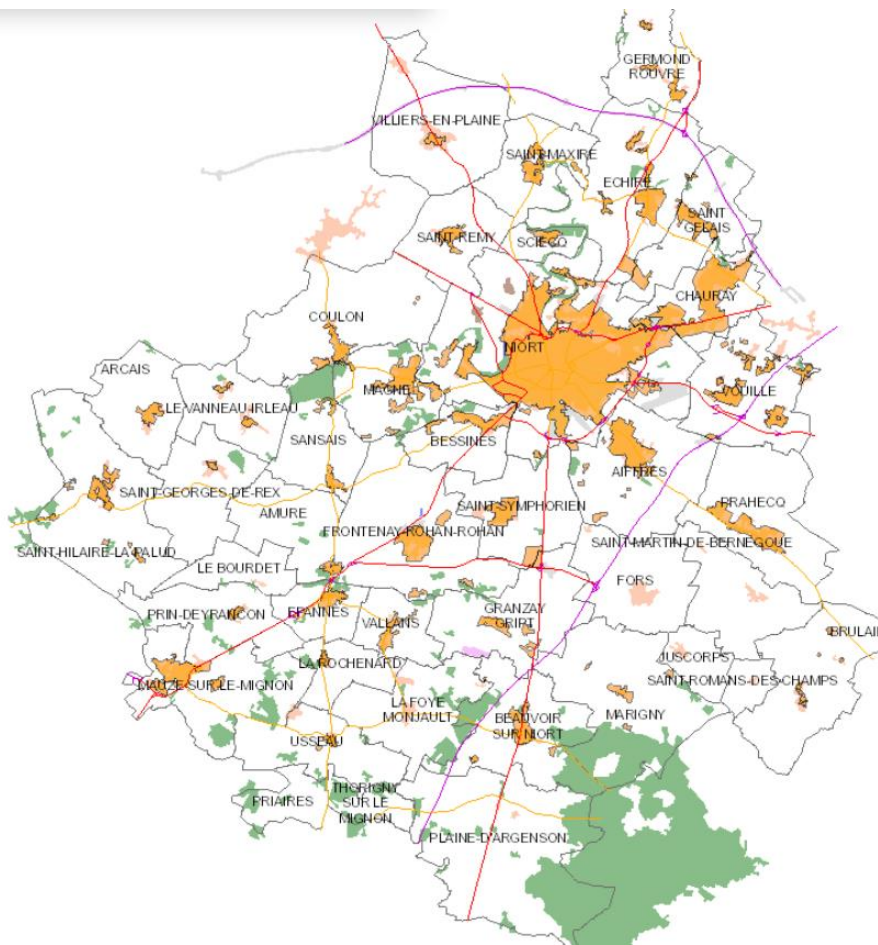 GERMOND
ROUVRE
VILLIERS-EN-PLAINE
SAINT-MAXIRE
ECHIRE
SAINT
GELAIS
SAINT-REMY
SCIECQ
CHAURAY
COULON
NIORT
ARCAIS
MAGNE
VOUILLE
LE VANNEAU-IRLEAU
SANSAIS
BESSINES
AIFFRES
SAINT-GEORGES-DE-REX
AMURE
SAINT-SYMPHORIEN
PRAHECQ
FRONTENAY-ROHAN-ROHAN
SAINT-HILAIRE-LA-PALUD
SAINT-MARTIN-DE-BERNEGOUE
LE BOURDET
FORS
PRIN-DEYRANCON
EPANNES
VALLANS
GRANZAY
GRIPT
BRULAIN
LA ROCHENARD
JUSCORPS
MAUZE-SUR-LE-MIGNON
SAINT-ROMANS-DES-CHAMPS
LA FOYE
MONJAULT
BEAUVOIR
SUR NIORT
MARIGNY
USSEAU
THORIGNY
SUR LE
MIGNON
PRIAIRES
PLAINE-D'ARGENSON